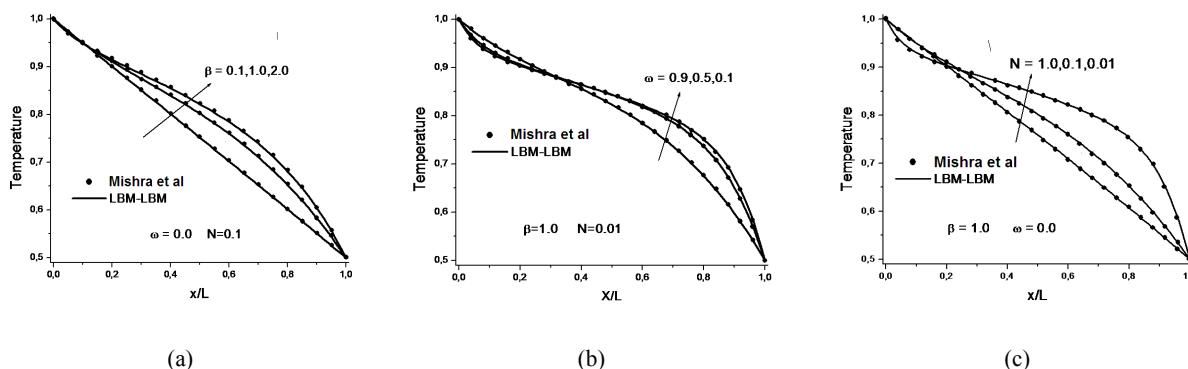 1,0
0,9
0,8
0,7
0,6
0,5
Temperature
β = 0.1,1.0,2.0
Mishra et al
LBM-LBM
ω = 0.0 N=0.1
0,0 0,2 0,4 0,6 0,8 1,0
x/L
(a)
1,0
0,9
0,8
0,7
0,6
0,5
Temperature
ω = 0.9,0.5,0.1
Mishra et al
LBM-LBM
β=1.0 N=0.01
0,0 0,2 0,4 0,6 0,8 1,0
X/L
(b)
1,0
0,9
0,8
0,7
0,6
0,5
Temperature
N = 1.0,0.1,0.01
Mishra et al
LBM-LBM
β = 1.0 ω = 0.0
0,0 0,2 0,4 0,6 0,8 1,0
x/L
(c)